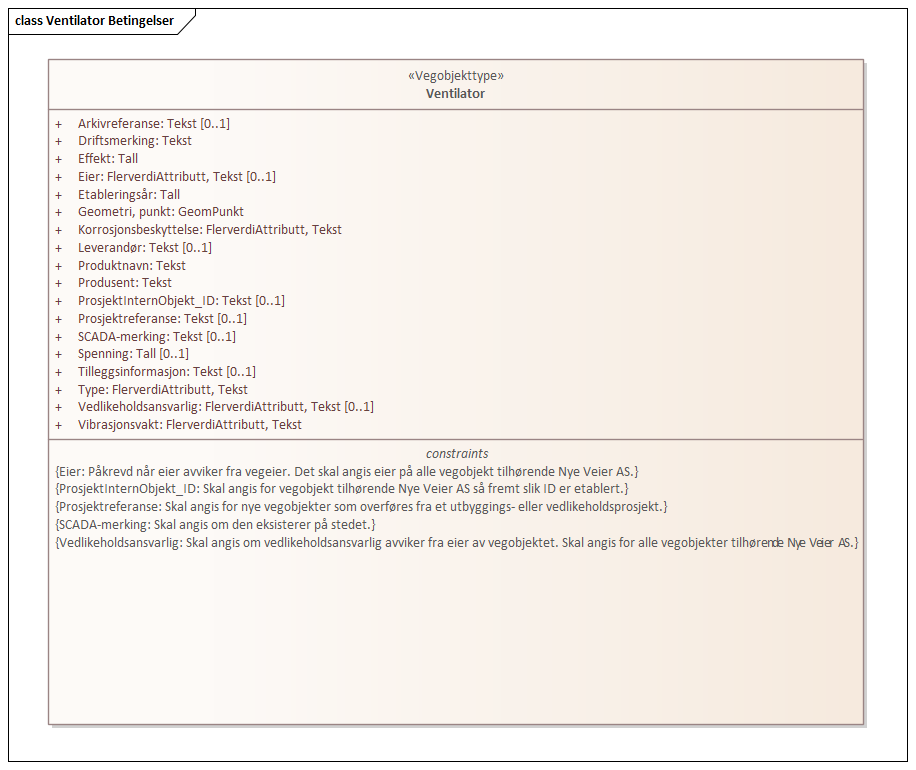 class Ventilator Betingelser
«Vegobjekttype»
Ventilator
+ Arkivreferanse: Tekst [0..1]
+ Driftsmerking: Tekst
+ Effekt: Tall
+ Eier: FlerverdiAttributt, Tekst [0..1]
+ Etableringsår: Tall
+ Geometri, punkt: GeomPunkt
+ Korrosjonsbeskyttelse: FlerverdiAttributt, Tekst
+ Leverandør: Tekst [0..1]
+ Produktnavn: Tekst
+ Produsent: Tekst
+ ProsjektInternObjekt_ID: Tekst [0..1]
+ Prosjektreferanse: Tekst [0..1]
+ SCADA-merking: Tekst [0..1]
+ Spenning: Tall [0..1]
+ Tilleggsinformasjon: Tekst [0..1]
+ Type: FlerverdiAttributt, Tekst
+ Vedlikeholdsansvarlig: FlerverdiAttributt, Tekst [0..1]
+ Vibrasjonsvakt: FlerverdiAttributt, Tekst
constraints
{Eier: Påkrevd når eier avviker fra vegeier. Det skal angis eier på alle vegobjekt tilhørende Nye Veier AS.}
{ProsjektInternObjekt_ID: Skal angis for vegobjekt tilhørende Nye Veier AS så fremt slik ID er etablert.}
{Prosjektreferanse: Skal angis for nye vegobjekter som overføres fra et utbyggings- eller vedlikeholdsprosjekt.}
{SCADA-merking: Skal angis om den eksisterer på stedet.}
{Vedlikeholdsansvarlig: Skal angis om vedlikeholdsansvarlig avviker fra eier av vegobjektet. Skal angis for alle vegobjekter tilhørende Nye Veier AS.}